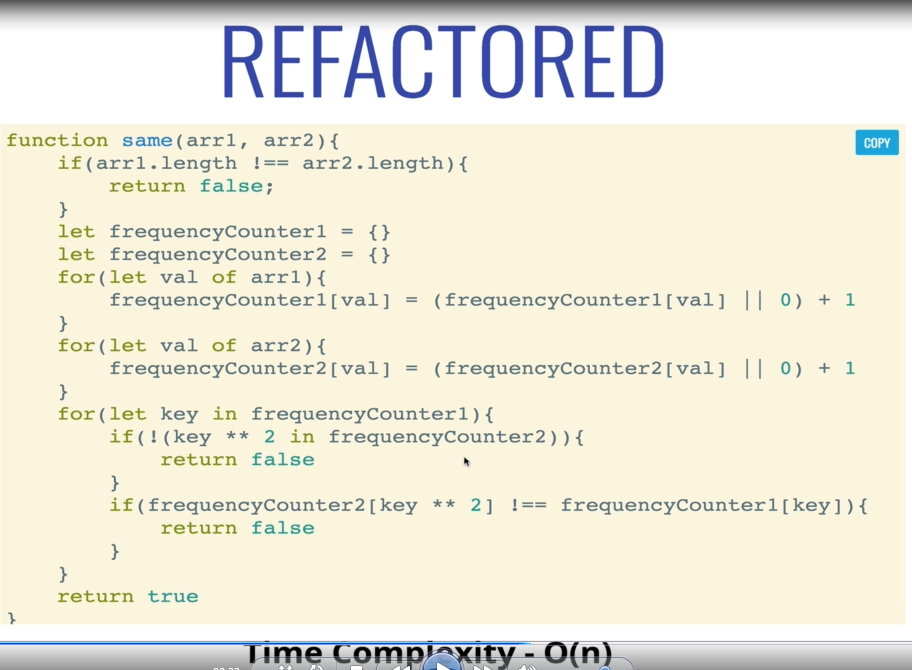 REFACTORED
COPY
function same(arr1, arr2){
    if(arr1.length !== arr2.length){
        return false;
    }
    let frequencyCounter1 = {}
    let frequencyCounter2 = {}
    for(let val of arr1){
        frequencyCounter1[val] = (frequencyCounter1[val] || 0) + 1
    }
    for(let val of arr2){
        frequencyCounter2[val] = (frequencyCounter2[val] || 0) + 1
    }
    for(let key in frequencyCounter1){
        if(!(key ** 2 in frequencyCounter2)){
            return false
        }
        if(frequencyCounter2[key ** 2] !== frequencyCounter1[key]){
            return false
        }
    }
    return true
}
Time Complexity - O(n)